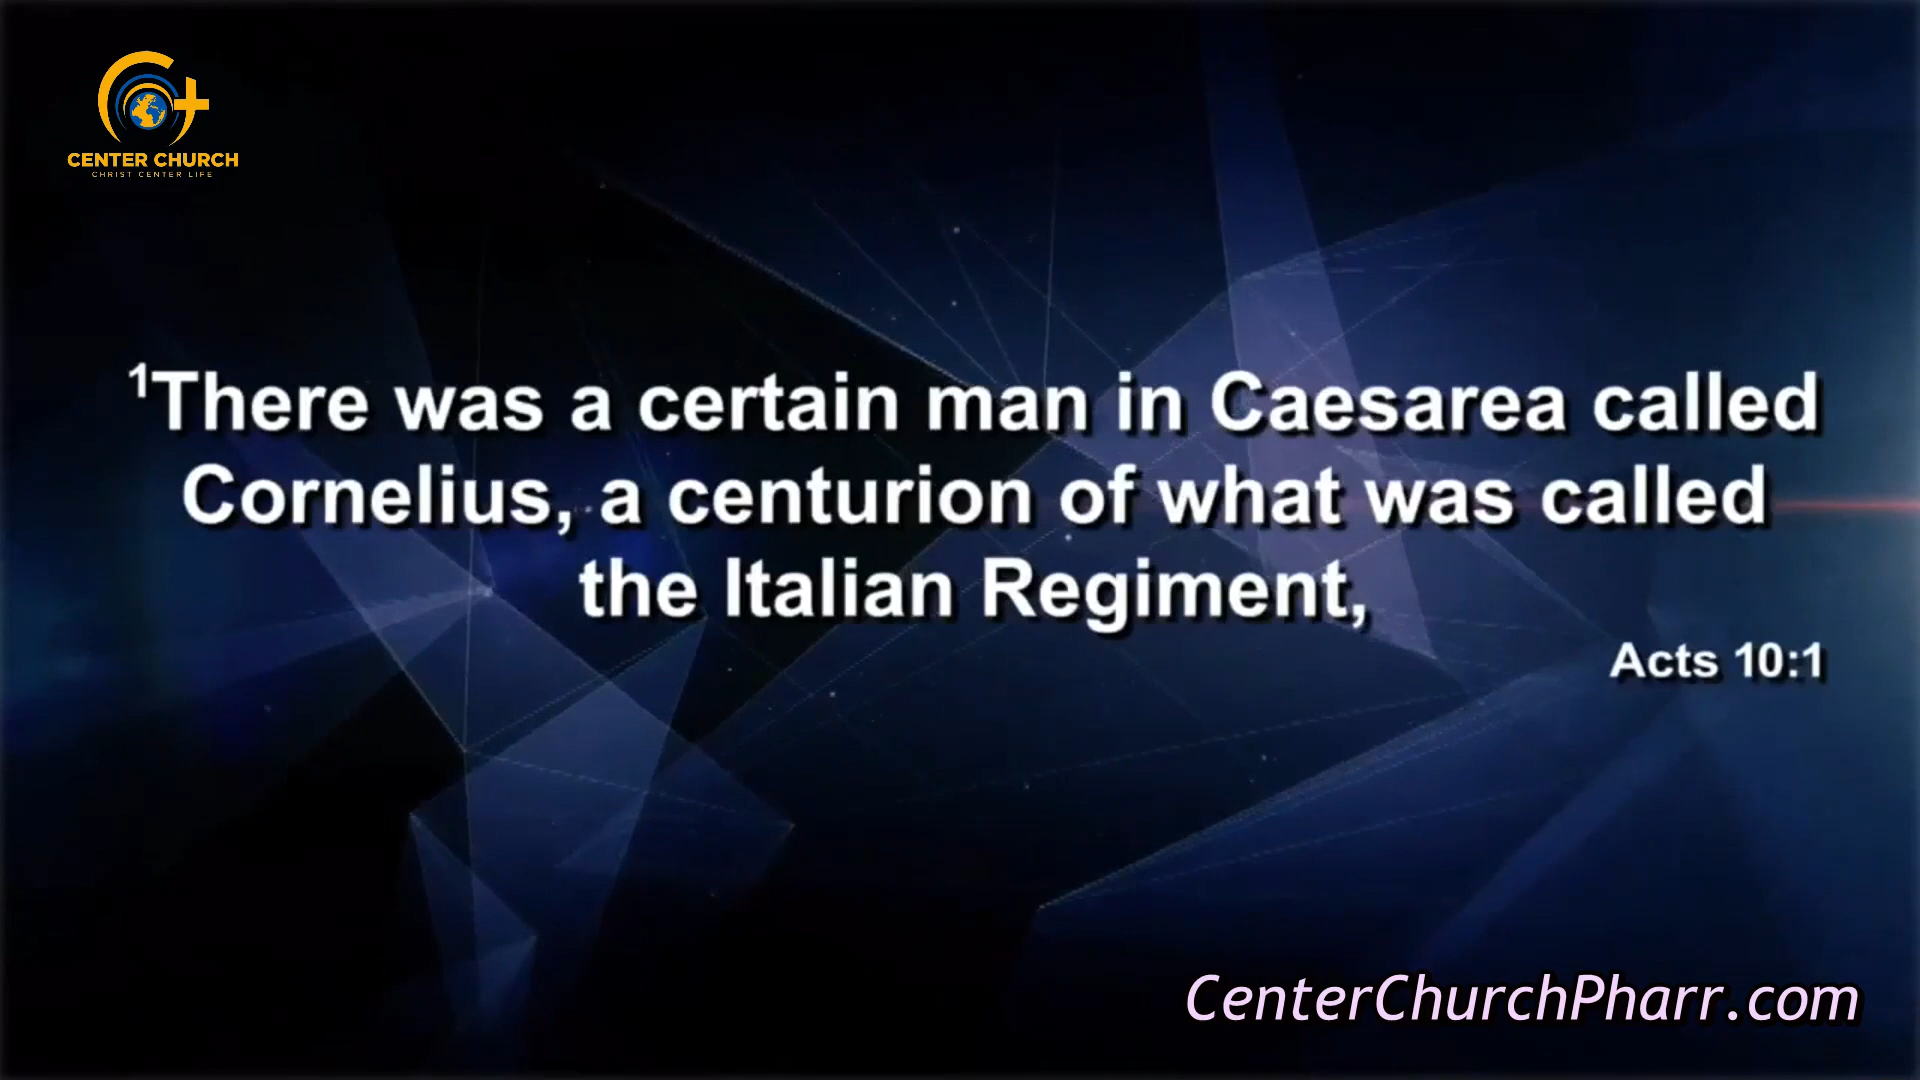 CENTER CHURCH
CHRIST CENTER LIFE
¹There was a certain man in Caesarea called
Cornelius, a centurion of what was called
the Italian Regiment,
Acts 10:1
CenterChurchPharr.com